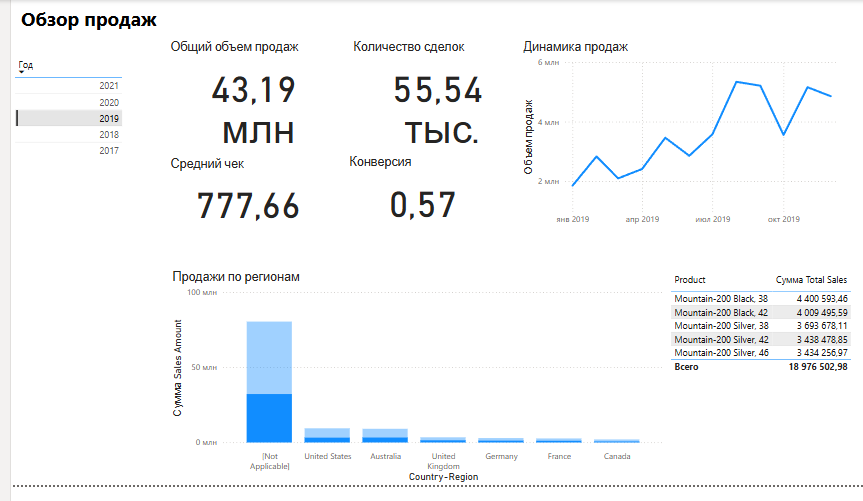 Обзор продаж
Год
2021
2020
2019
2018
2017
Общий объем продаж
43,19
млн
Количество сделок
55,54
тыс.
Средний чек
777,66
Конверсия
0,57
Динамика продаж
Объем продаж
6 млн
4 млн
2 млн
янв 2019
апр 2019
июл 2019
окт 2019
Продажи по регионам
Сумма Sales Amount
100 млн
50 млн
0 млн
[Not
Applicable]
United States
Australia
United
Kingdom
Germany
France
Canada
Country-Region
Product Сумма Total Sales
Mountain-200 Black, 38 4 400 593,46
Mountain-200 Black, 42 4 009 495,59
Mountain-200 Silver, 38 3 693 678,11
Mountain-200 Silver, 42 3 438 478,85
Mountain-200 Silver, 46 3 434 256,97
Всего 18 976 502,98